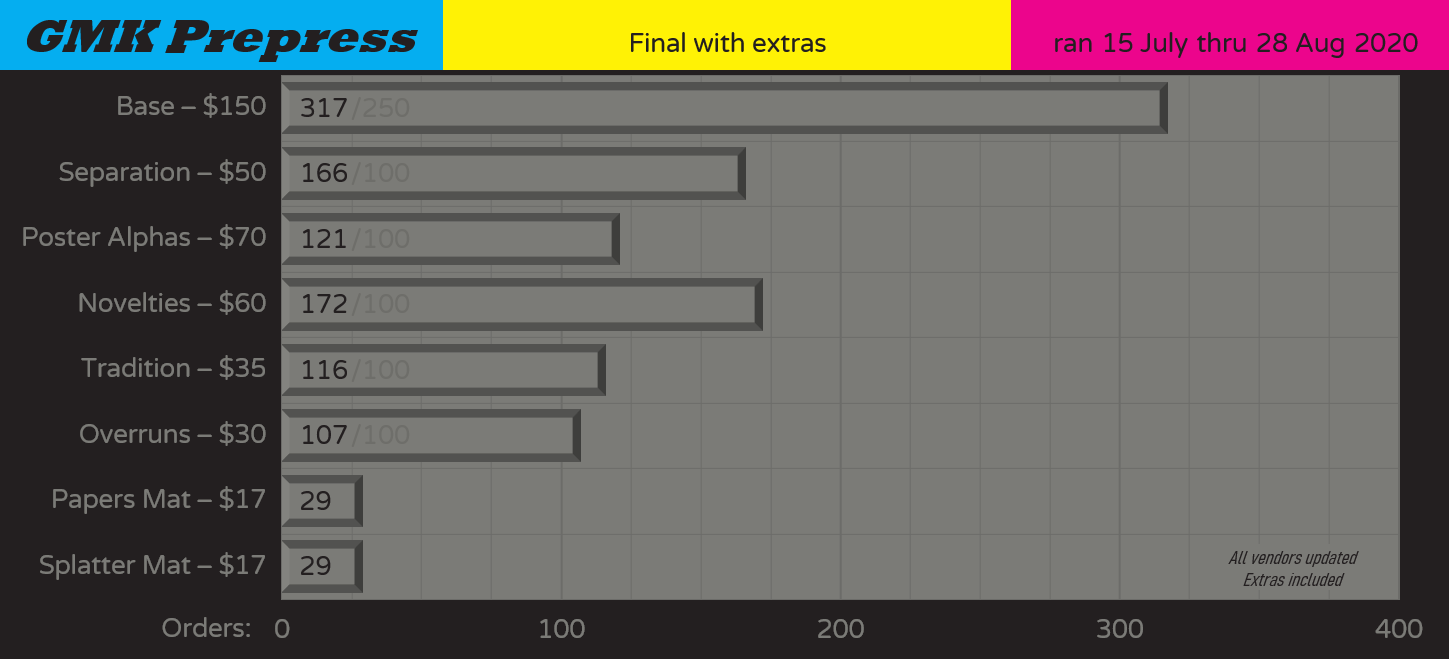 GMK Prepress
Final with extras
ran 15 July thru 28 Aug 2020
Base – $150
317/250
Separation – $50
166/100
Poster Alphas – $70
121/100
Novelties – $60
172/100
Tradition – $35
116/100
Overruns – $30
107/100
Papers Mat – $17
29
Splatter Mat – $17
29
All vendors updated
Extras included
Orders: 0 100 200 300 400